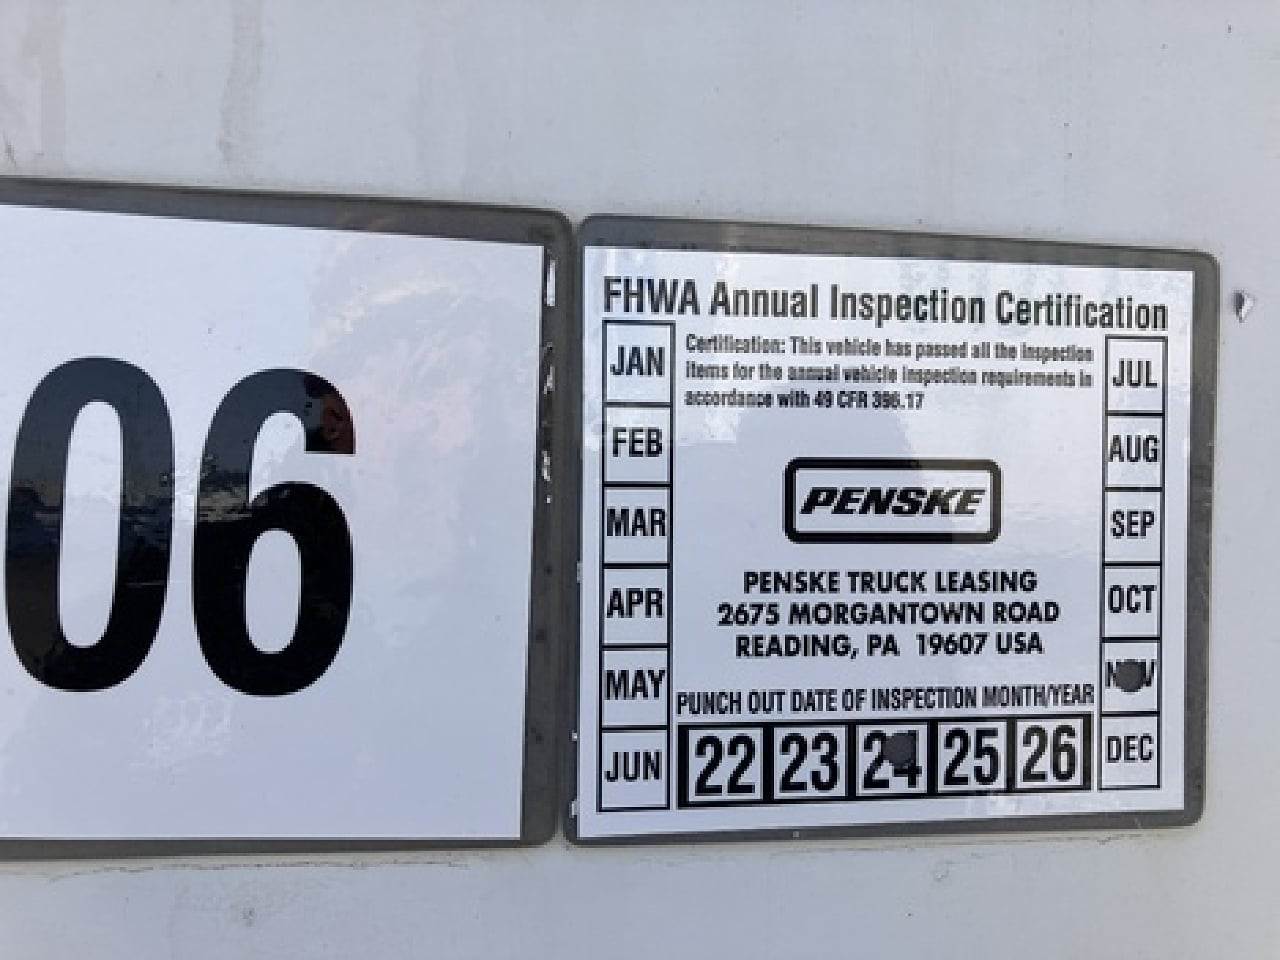 06
FHWA Annual Inspection Certification
JAN
FEB
MAR
APR
MAY
JUN
Certification: This vehicle has passed all the inspection
items for the annual vehicle inspection requirements in
accordance with 49 CFR 396.17
PENSKE
PENSKE TRUCK LEASING
2675 MORGANTOWN ROAD
READING, PA 19607 USA
PUNCH OUT DATE OF INSPECTION MONTH/YEAR
22 23 24 25 26
JUL
AUG
SEP
OCT
NOV
DEC